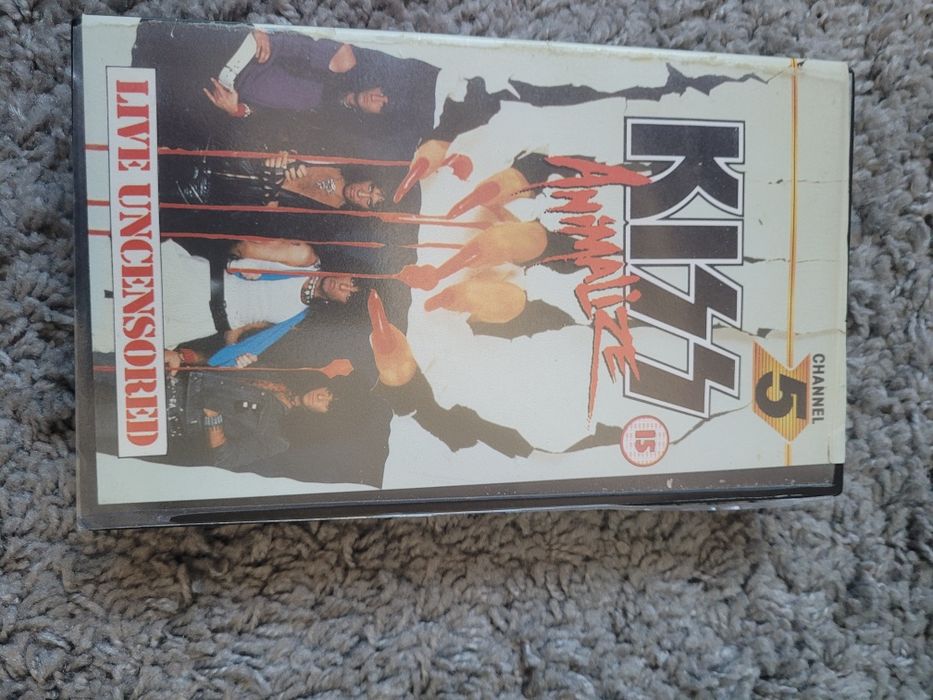 CHANNEL
5
KISS
ANIMALIZE
15
LIVE UNCENSORED